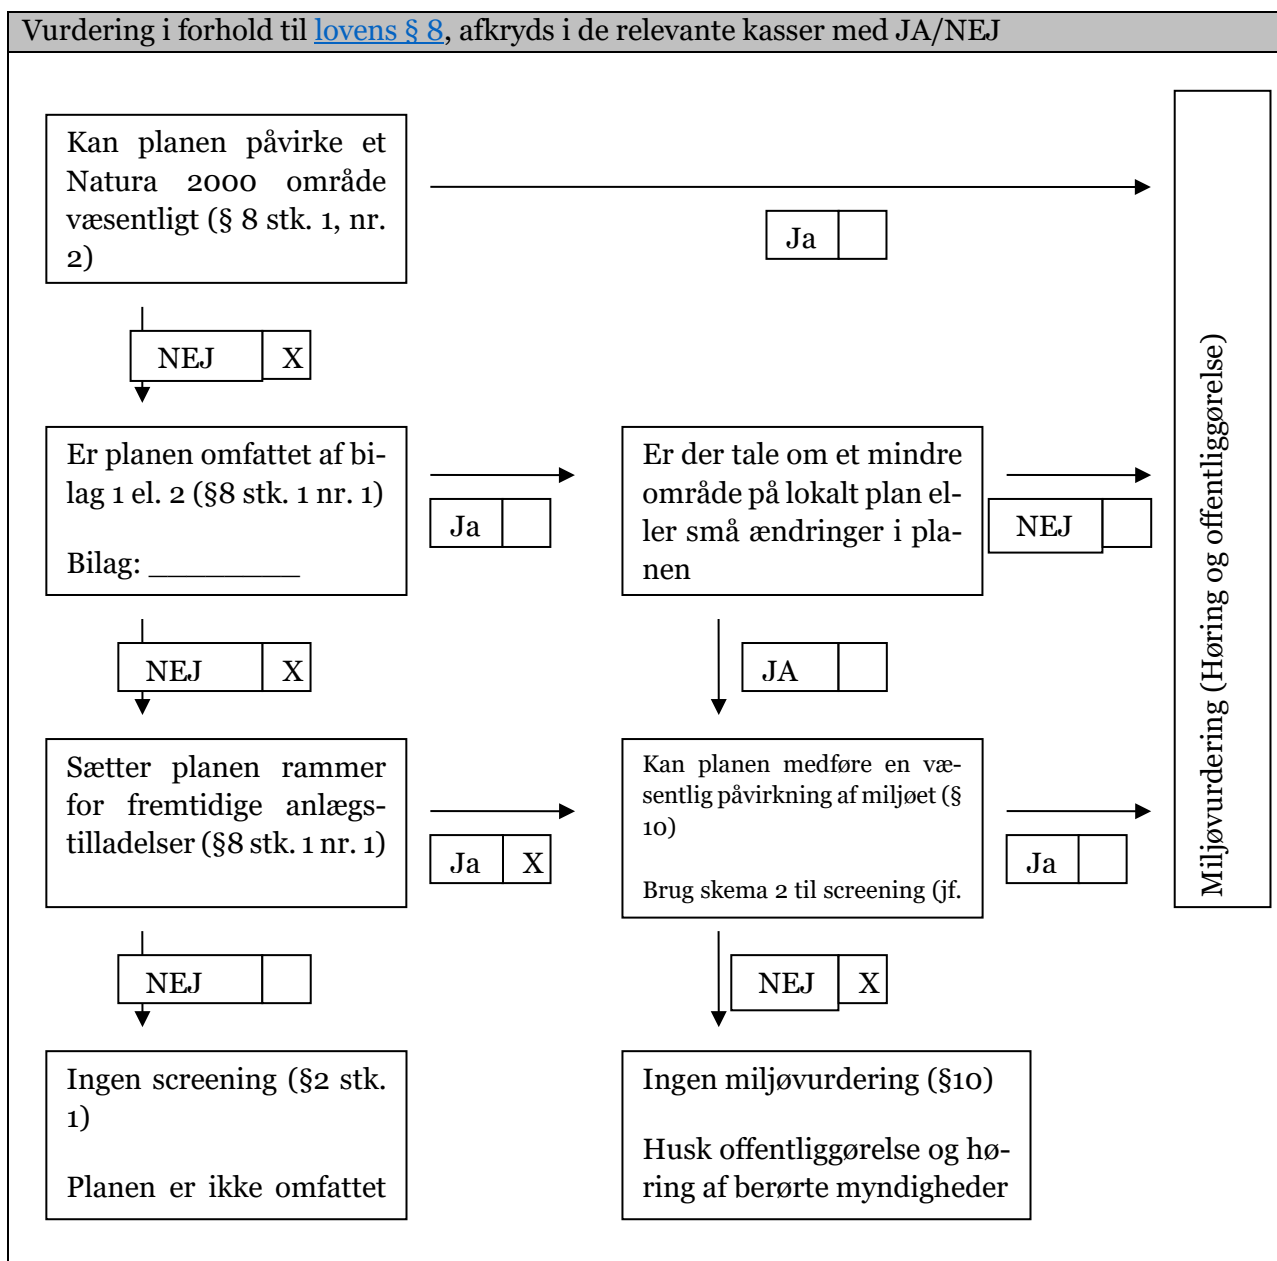 Vurdering i forhold til lovens § 8, afkryds i de relevante kasser med JA/NEJ
Kan planen påvirke et
Natura 2000 område
væsentligt (§ 8 stk. 1, nr.
2)
Ja
NEJ X
Er planen omfattet af bi-
lag 1 el. 2 (§8 stk. 1 nr. 1)
Bilag: __________
Ja
Er der tale om et mindre
område på lokalt plan el-
ler små ændringer i pla-
nen
NEJ
NEJ X
JA
Sætter planen rammer
for fremtidige anlægs-
tilladelser (§8 stk. 1 nr. 1)
Ja X
Kan planen medføre en væ-
sentlig påvirkning af miljøet (§
10)
Brug skema 2 til screening (jf.
Ja
NEJ
NEJ X
Ingen screening (§2 stk.
1)
Planen er ikke omfattet
Ingen miljøvurdering (§10)
Husk offentliggørelse og hø-
ring af berørte myndigheder
Miljøvurdering (Høring og offentliggørelse)